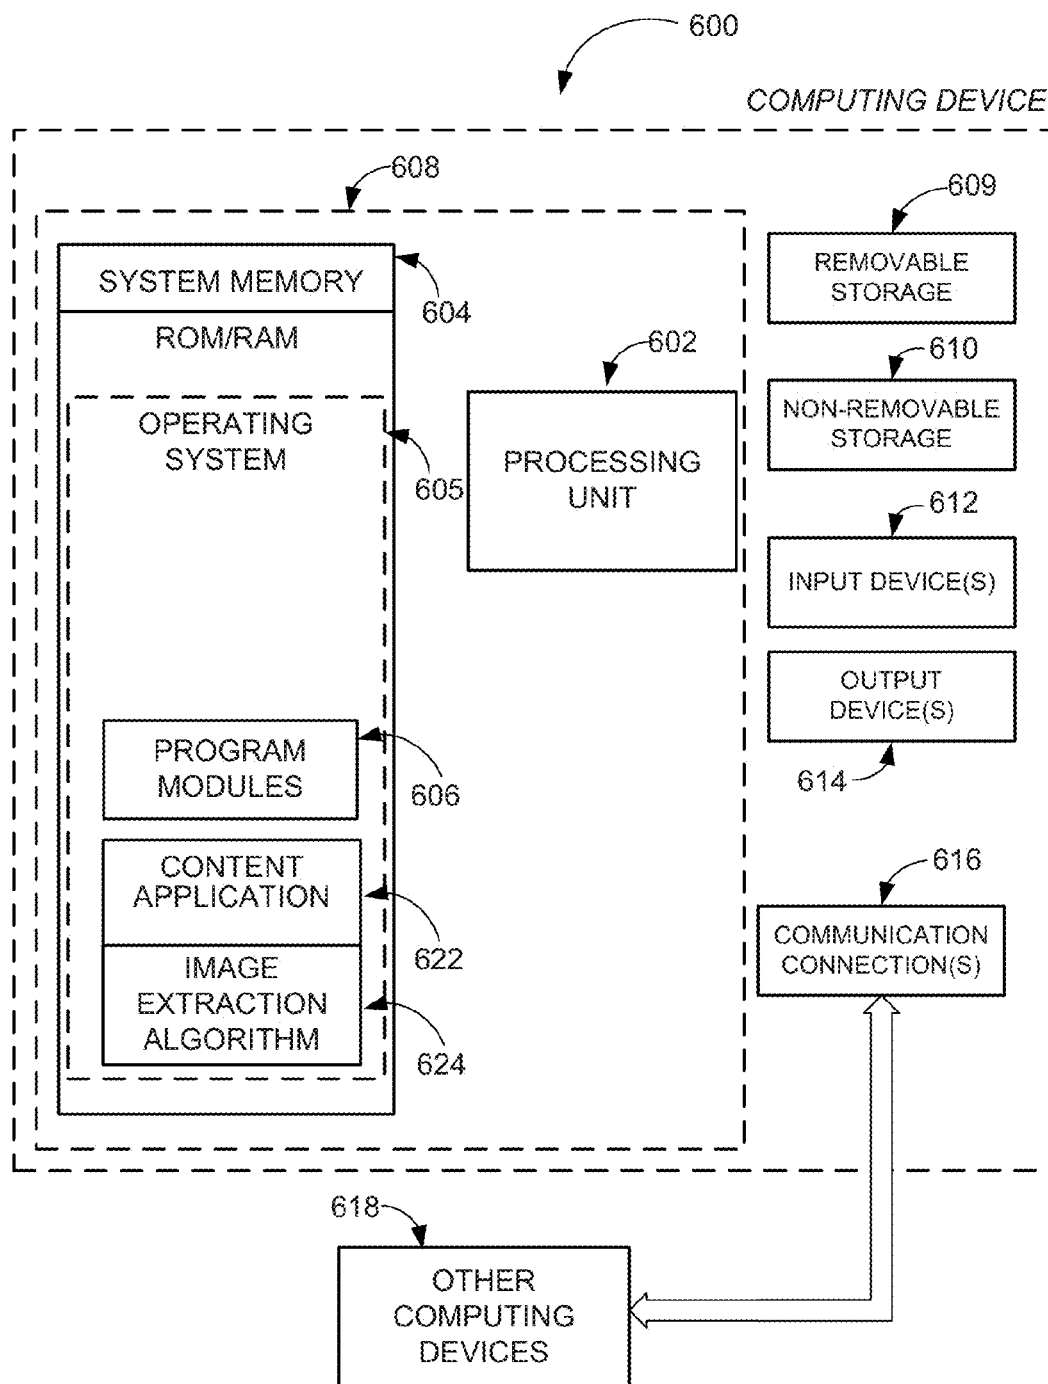 600
COMPUTING DEVICE
608
609
SYSTEM MEMORY
604
REMOVABLE
STORAGE
ROM/RAM
602
610
OPERATING
SYSTEM
605
NON-REMOVABLE
STORAGE
PROCESSING
UNIT
612
INPUT DEVICE(S)
OUTPUT
DEVICE(S)
614
PROGRAM
MODULES
606
CONTENT
APPLICATION
622
616
COMMUNICATION
CONNECTION(S)
IMAGE
EXTRACTION
ALGORITHM
624
618
OTHER
COMPUTING
DEVICES